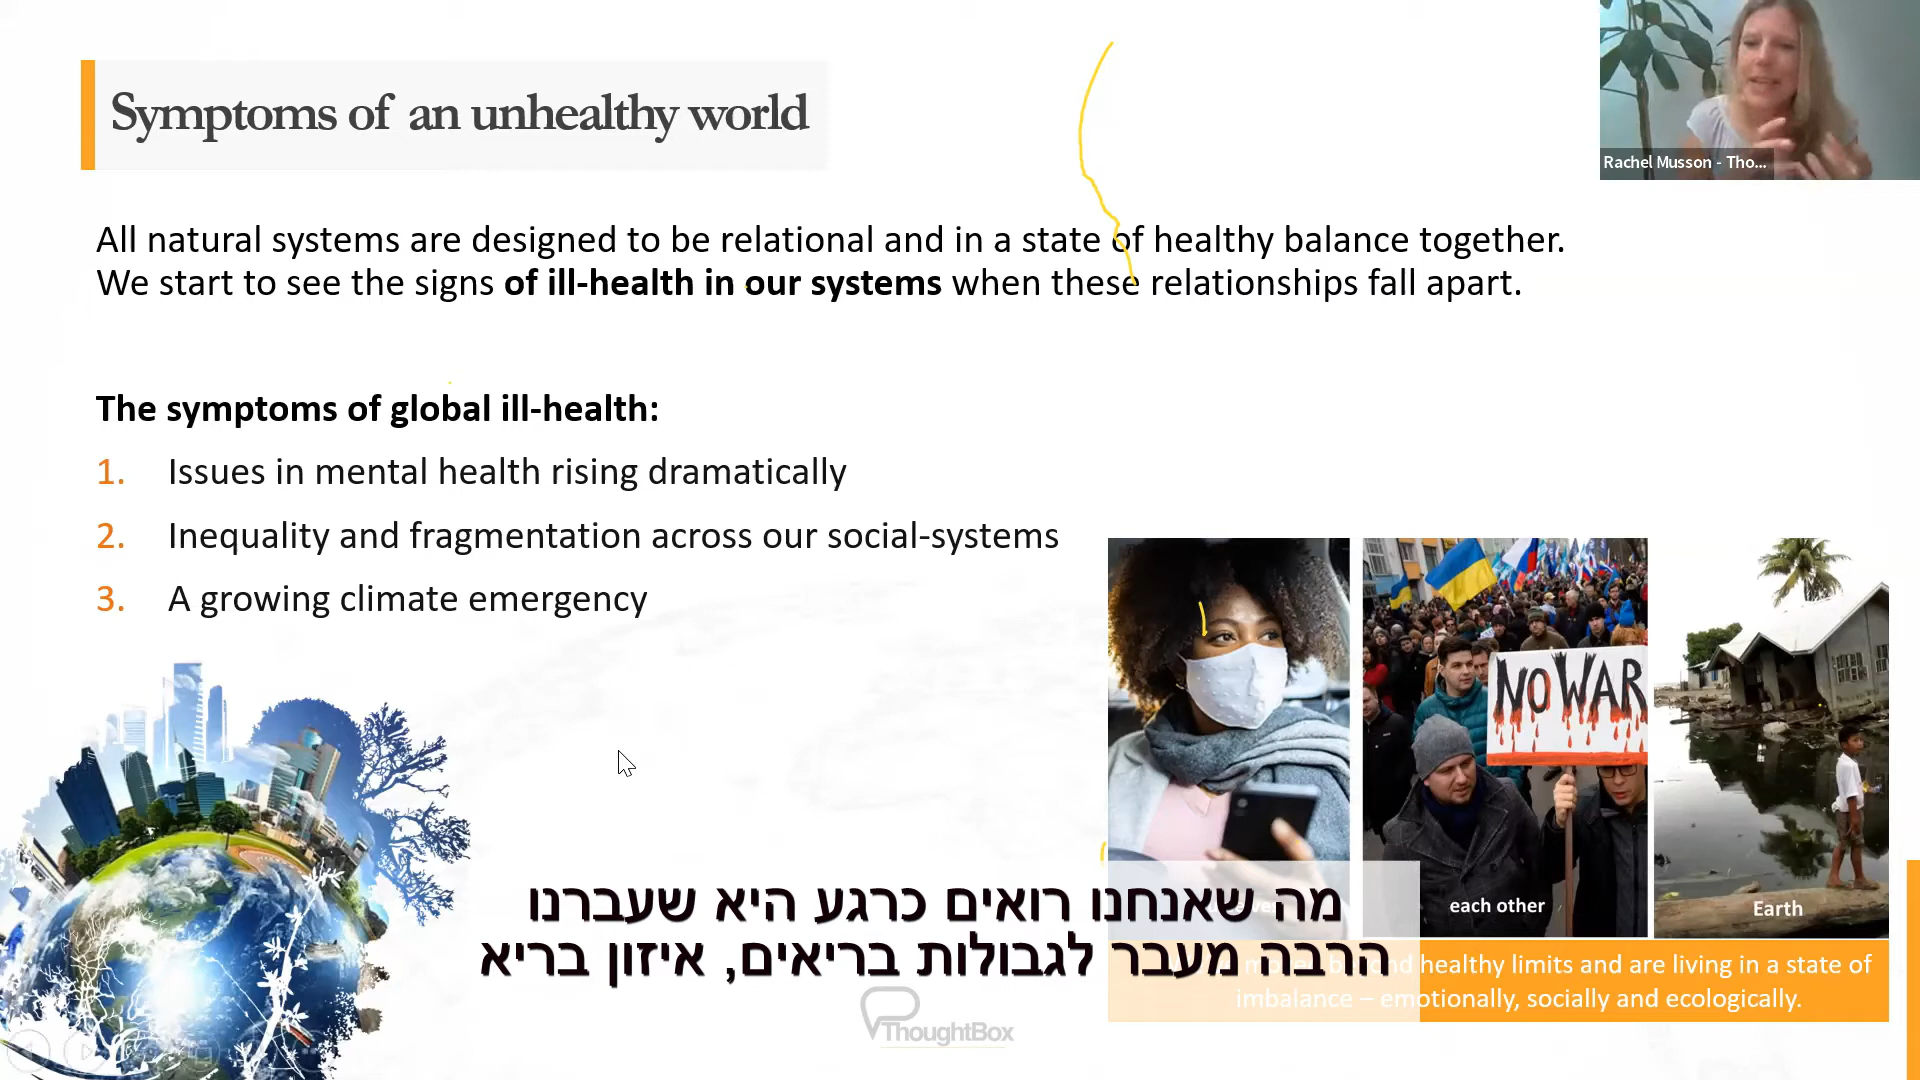 Symptoms of an unhealthy world
Rachel Musson - Tho...
All natural systems are designed to be relational and in a state of healthy balance together.
We start to see the signs of ill-health in our systems when these relationships fall apart.
The symptoms of global ill-health:
1. Issues in mental health rising dramatically
2. Inequality and fragmentation across our social-systems
3. A growing climate emergency
NO WAR
each other
Earth
healthy limits and are living in a state of
imbalance – emotionally, socially and ecologically.
מה שאנחנו רואים כרגע היא שעברנו
הרבה מעבר לגבולות בריאים, איזון בריא
ThoughtBox